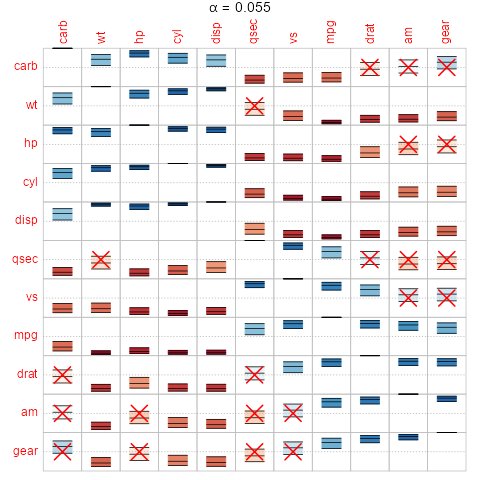 α = 0.055
carb wt hp cyl disp qsec vs mpg drat am gear
carb
wt
hp
cyl
disp
qsec
vs
mpg
drat
am
gear